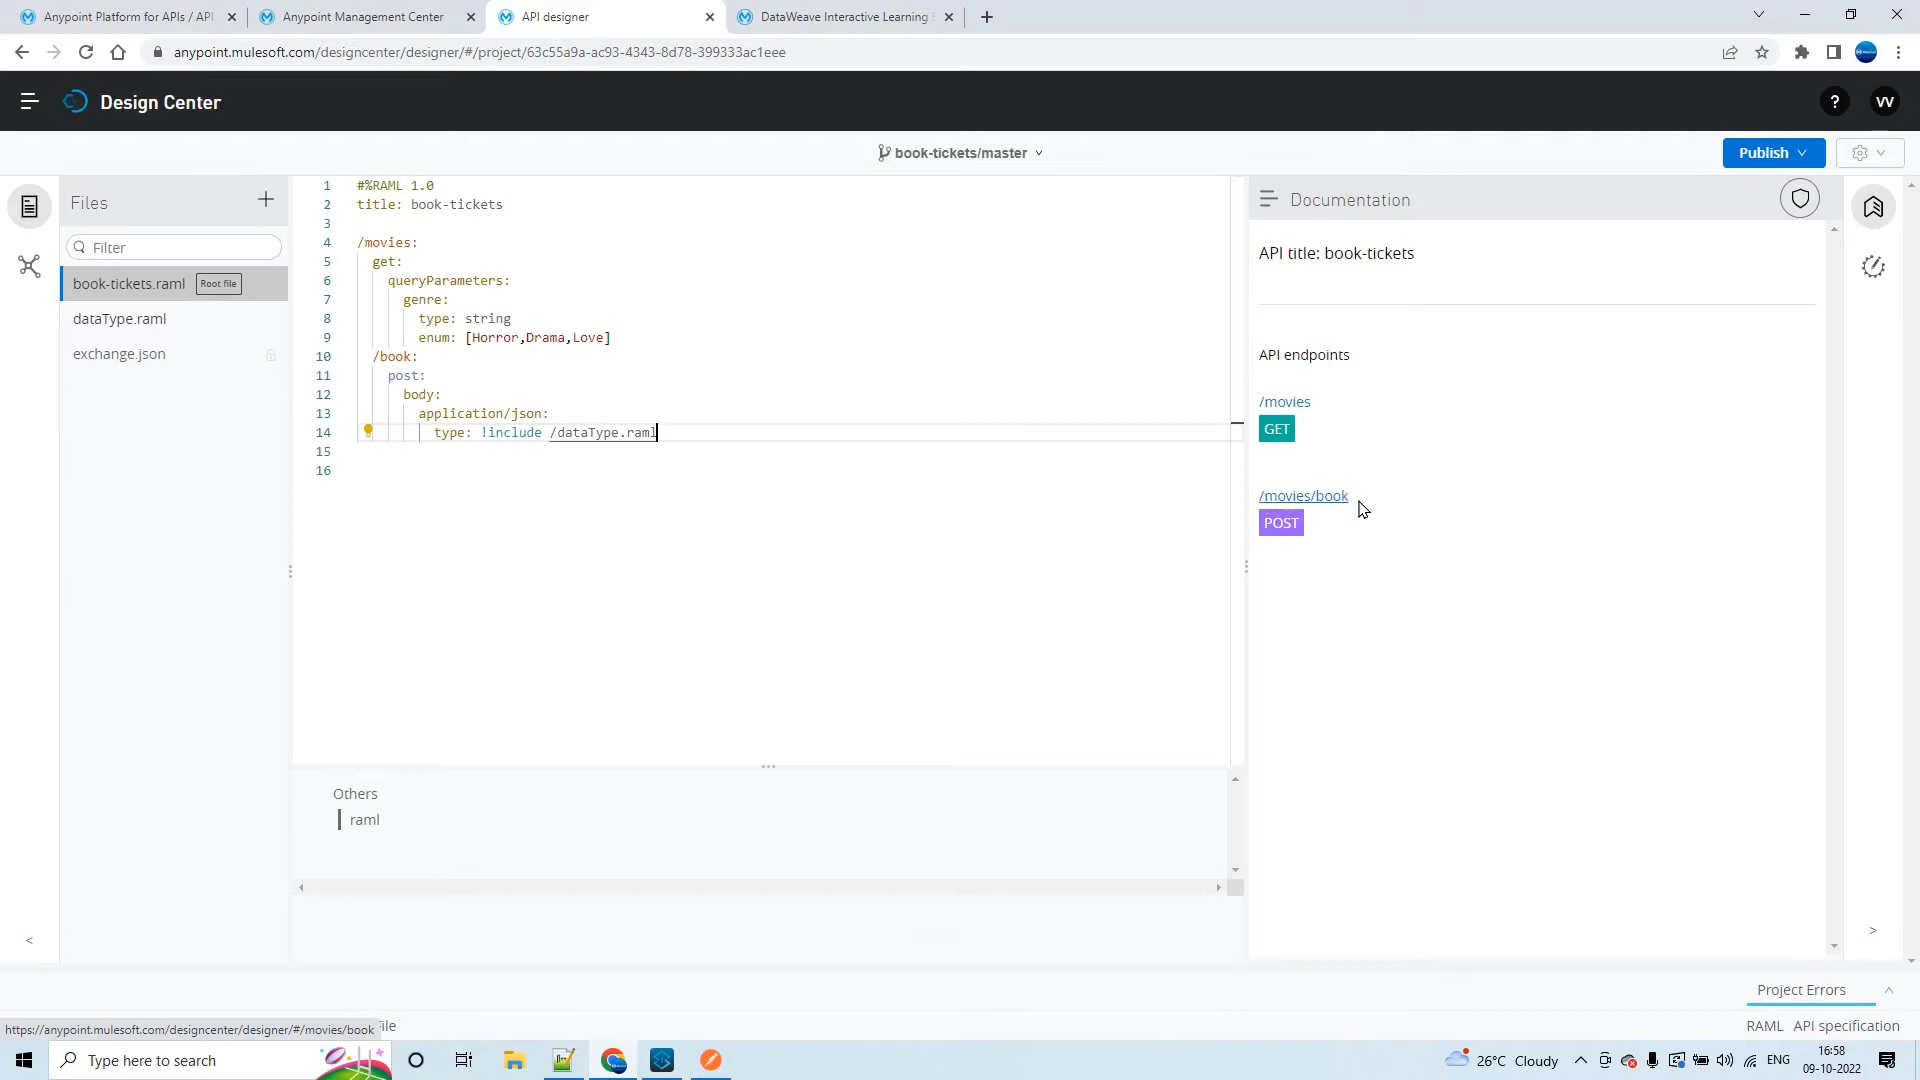 Anypoint Platform for APIs / API
Anypoint Management Center
API designer
DataWeave Interactive Learning
anypoint.mulesoft.com/designcenter/designer/#/project/63c55a9a-ac93-4343-8d78-399333ac1eee
Design Center
?
VV
book-tickets/master
Publish
Files
Filter
book-tickets.raml Root file
dataType.raml
exchange.json
1 #%RAML 1.0
2 title: book-tickets
3
4 /movies:
5 get:
6 queryParameters:
7 genre:
8 type: string
9 enum: [Horror,Drama,Love]
10 /book:
11 post:
12 body:
13 application/json:
14 type: !include /dataType.raml
15
16
Others
raml
Documentation
API title: book-tickets
API endpoints
/movies
GET
/movies/book
POST
Project Errors
https://anypoint.mulesoft.com/designcenter/designer/#/movies/book
RAML API specification
Type here to search
26°C Cloudy
ENG
16:58
09-10-2022